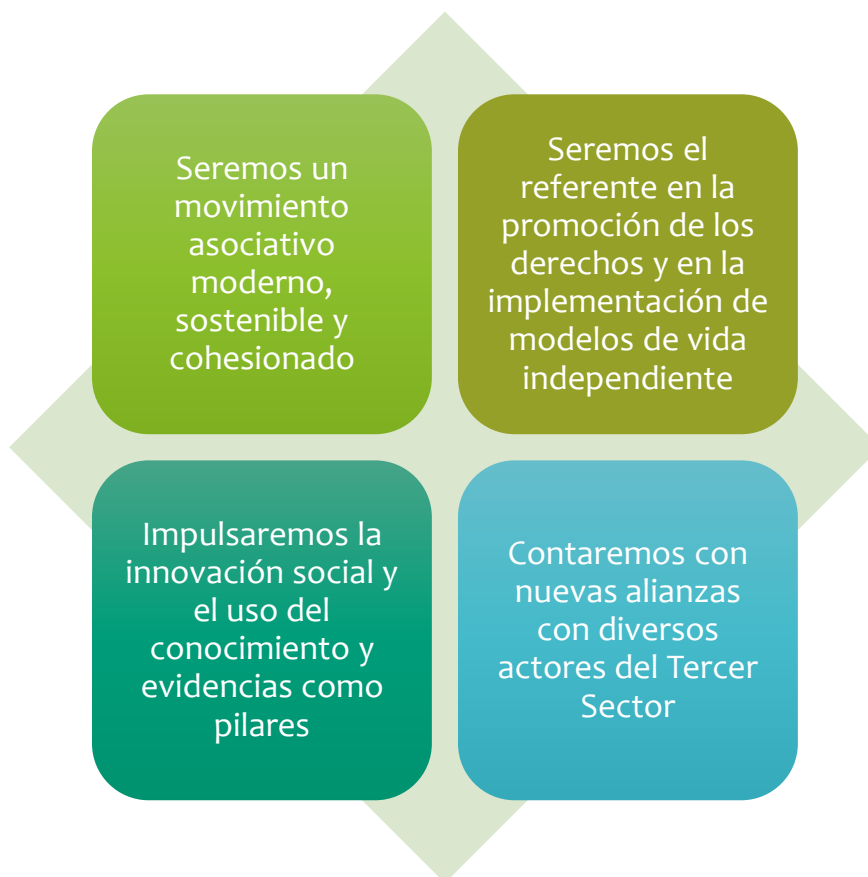 Seremos un
movimiento
asociativo
moderno,
sostenible y
cohesionado
Seremos el
referente en la
promoción de los
derechos y en la
implementación de
modelos de vida
independiente
Impulsaremos la
innovación social y
el uso del
conocimiento y
evidencias como
pilares
Contaremos con
nuevas alianzas
con diversos
actores del Tercer
Sector